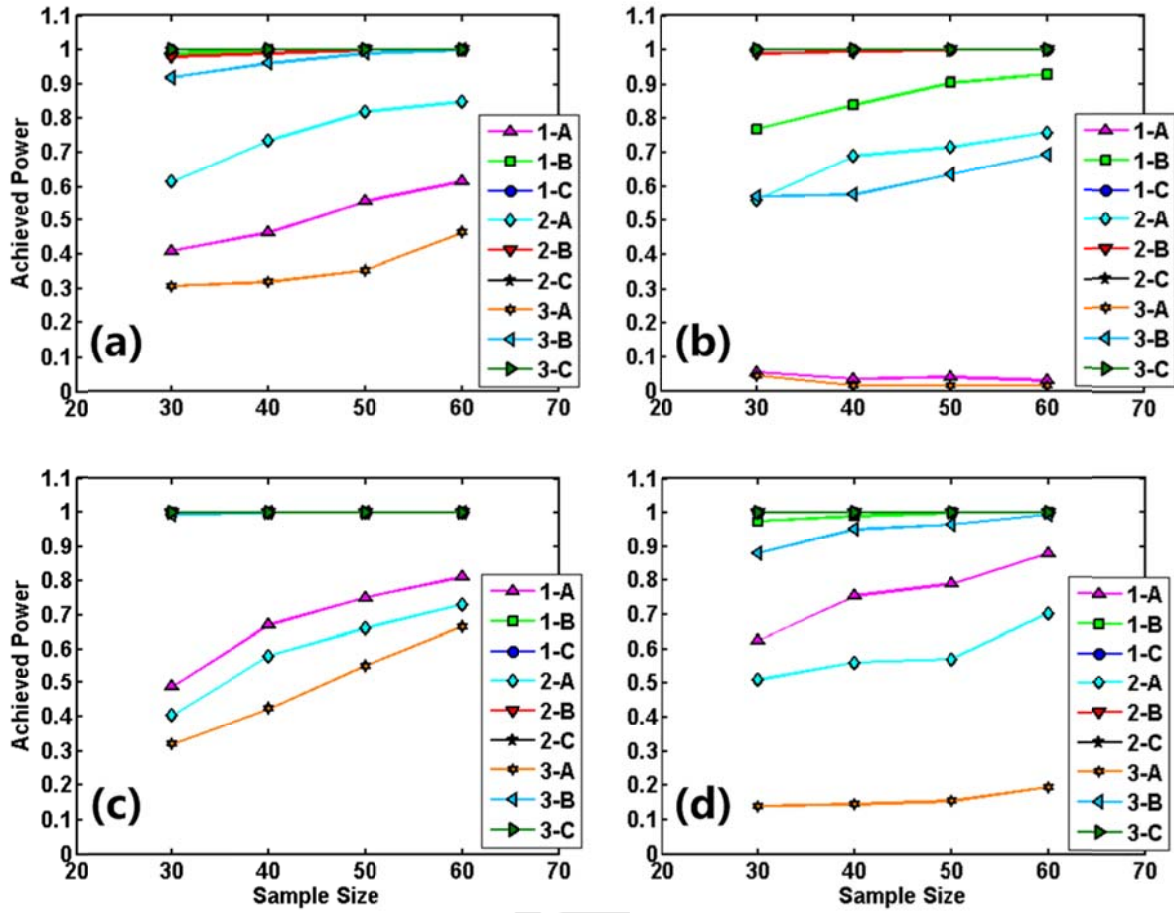 1.1
1
0.9
0.8
0.7
0.6
0.5
0.4
0.3
0.2
0.1
0
Achieved Power
(a)
1-A
1-B
1-C
2-A
2-B
2-C
3-A
3-B
3-C
20 30 40 50 60 70
1.1
1
0.9
0.8
0.7
0.6
0.5
0.4
0.3
0.2
0.1
0
(b)
1-A
1-B
1-C
2-A
2-B
2-C
3-A
3-B
3-C
20 30 40 50 60 70
1.1
1
0.9
0.8
0.7
0.6
0.5
0.4
0.3
0.2
0.1
0
Achieved Power
(c)
1-A
1-B
1-C
2-A
2-B
2-C
3-A
3-B
3-C
20 30 40 50 60 70
Sample Size
1.1
1
0.9
0.8
0.7
0.6
0.5
0.4
0.3
0.2
0.1
0
(d)
1-A
1-B
1-C
2-A
2-B
2-C
3-A
3-B
3-C
20 30 40 50 60 70
Sample Size